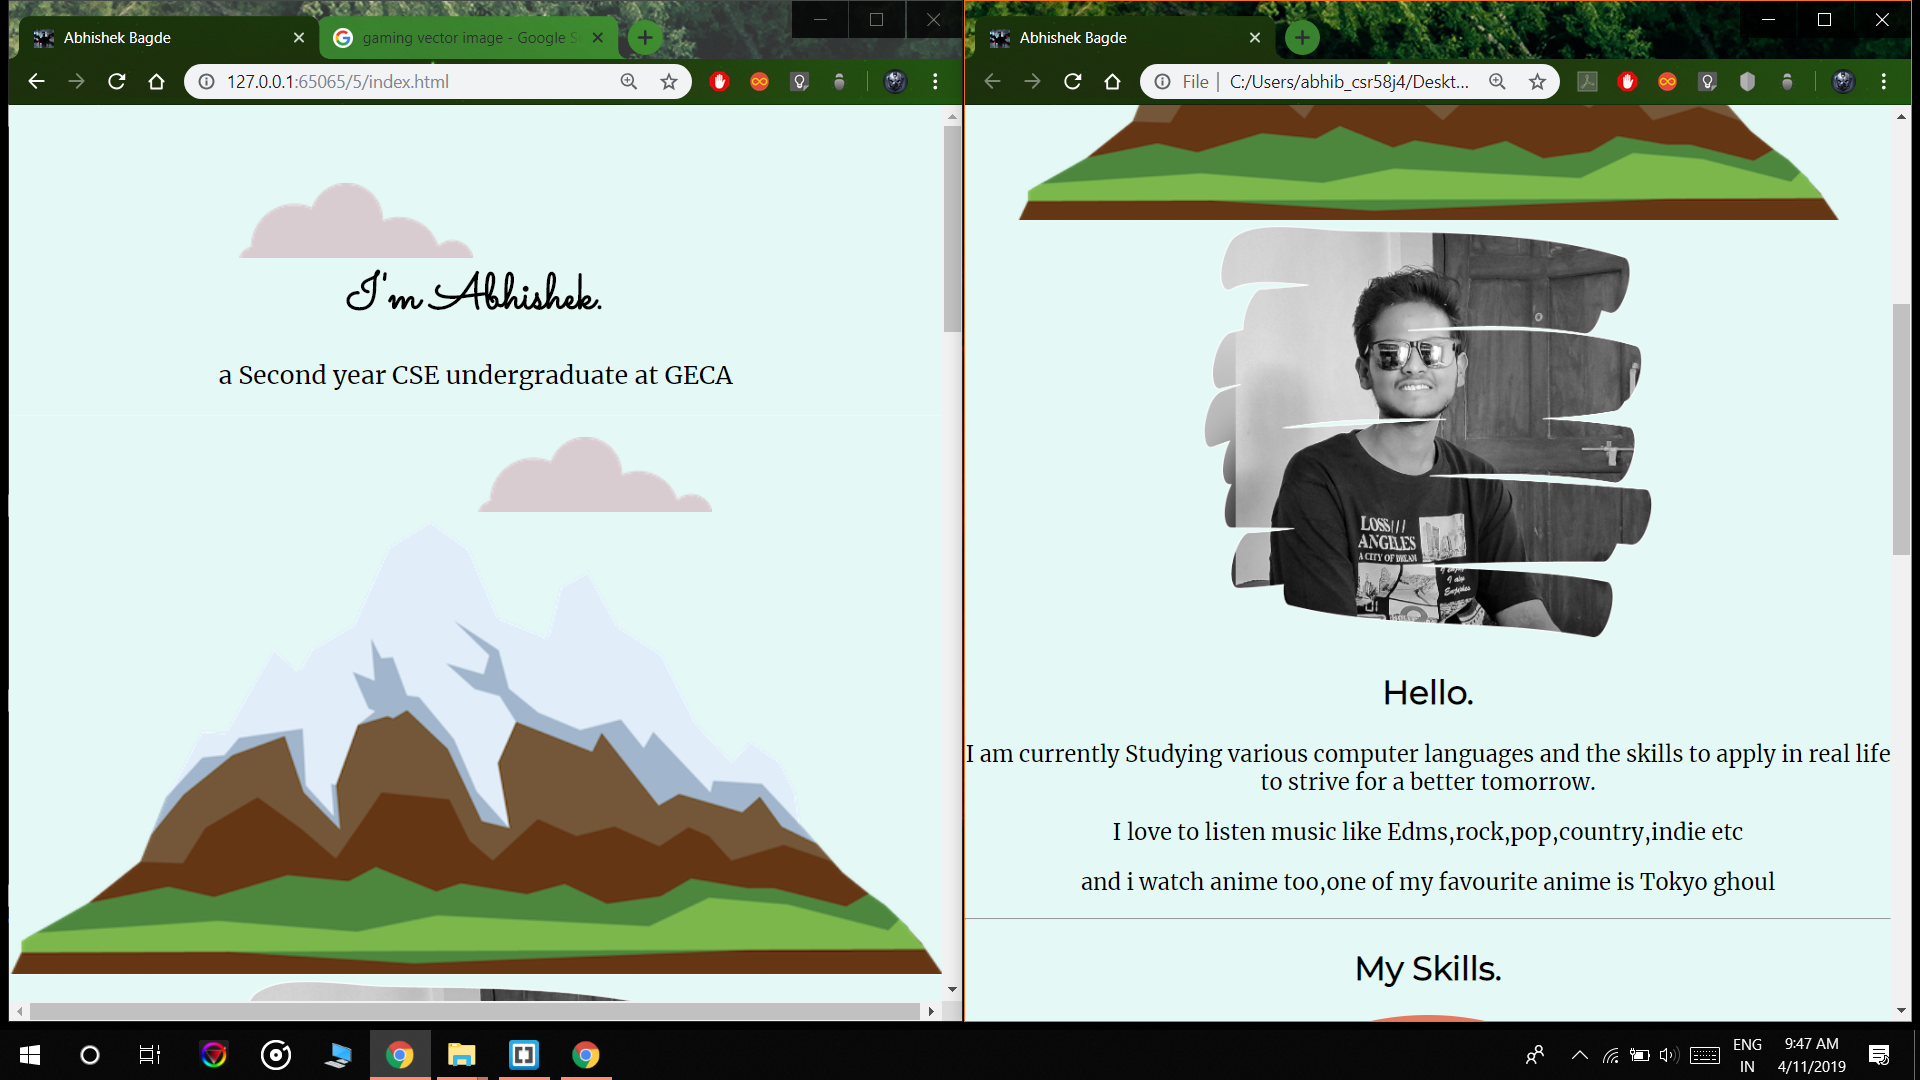 Abhishek Bagde
gaming vector image - Google S
127.0.0.1:65065/5/index.html
I'm Abhishek.
a Second year CSE undergraduate at GECA
Abhishek Bagde
File | C:/Users/abhib_csr58j4/Deskt...
LOSS///
ANGELES
A CITY OF DREAM
Hello.
I am currently Studying various computer languages and the skills to apply in real life
to strive for a better tomorrow.
I love to listen music like Edms,rock,pop,country,indie etc
and i watch anime too,one of my favourite anime is Tokyo ghoul
My Skills.
ENG
IN
9:47 AM
4/11/2019